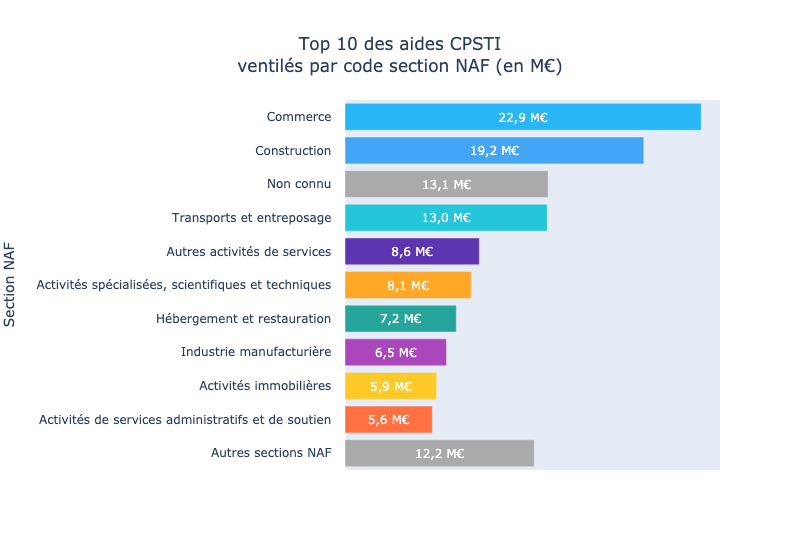 Top 10 des aides CPSTI
ventilés par code section NAF (en M€)
Section NAF
Commerce 22,9 M€
Construction 19,2 M€
Non connu 13,1 M€
Transports et entreposage 13,0 M€
Autres activités de services 8,6 M€
Activités spécialisées, scientifiques et techniques 8,1 M€
Hébergement et restauration 7,2 M€
Industrie manufacturière 6,5 M€
Activités immobilières 5,9 M€
Activités de services administratifs et de soutien 5,6 M€
Autres sections NAF 12,2 M€